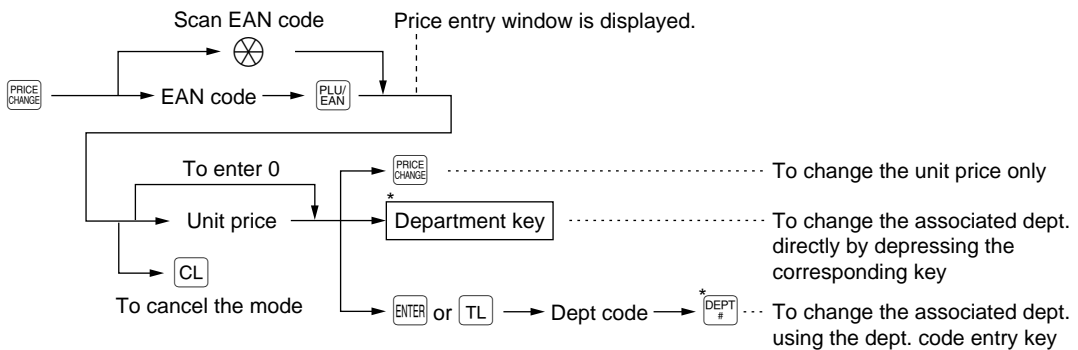 Scan EAN code
Price entry window is displayed.
PRICE
CHANGE
EAN code
PLU/
EAN
To enter 0
PRICE
CHANGE
To change the unit price only
Unit price
*
Department key
To change the associated dept.
directly by depressing the
corresponding key
CL
To cancel the mode
ENTER or TL
Dept code
*
DEPT
#
To change the associated dept.
using the dept. code entry key